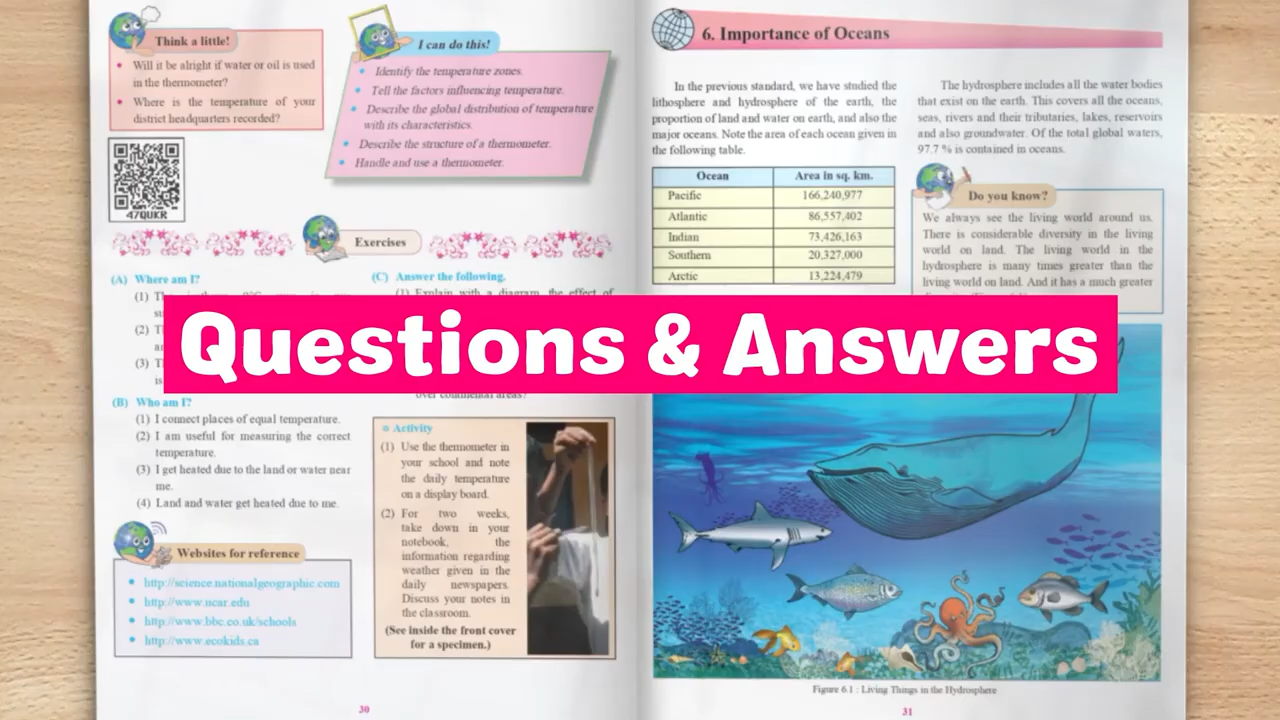 Think a little!
• Will it be alright if water or oil is used
in the thermometer?
• Where is the temperature of your
district headquarters recorded?
47QUKR
I can do this!
• Identify the temperature zones.
• Tell the factors influencing temperature.
• Describe the global distribution of temperature
with its characteristics.
• Describe the structure of a thermometer.
• Handle and use a thermometer.
Exercises
(A) Where am I?
(1)
(2)
(3)
is
(B) Who am I?
(1) I connect places of equal temperature.
(2) I am useful for measuring the correct
temperature.
(3) I get heated due to the land or water near
me.
(4) Land and water get heated due to me.
Websites for reference
• http://science.nationalgeographic.com
• http://www.ucar.edu
• http://www.bbc.co.uk/schools
• http://www.ecokids.ca
(C) Answer the following.
(1) Explain with a diagram, the effect of
Activity
(1) Use the thermometer in
your school and note
the daily temperature
on a display board.
(2) For two weeks,
take down in your
notebook, the
information regarding
weather given in the
daily newspapers.
Discuss your notes in
the classroom.
(See inside the front cover
for a specimen.)
30
Questions & Answers
6. Importance of Oceans
In the previous standard, we have studied the
lithosphere and hydrosphere of the earth, the
proportion of land and water on earth, and also the
major oceans. Note the area of each ocean given in
the following table.
Ocean Area in sq. km.
Pacific 166,240,977
Atlantic 86,557,402
Indian 73,426,163
Southern 20,327,000
Arctic 13,224,479
The hydrosphere includes all the water bodies
that exist on the earth. This covers all the oceans,
seas, rivers and their tributaries, lakes, reservoirs
and also groundwater. Of the total global waters,
97.7 % is contained in oceans.
Do you know?
We always see the living world around us.
There is considerable diversity in the living
world on land. The living world in the
hydrosphere is many times greater than the
living world on land. And it has a much greater
Figure 6.1 : Living Things in the Hydrosphere
31